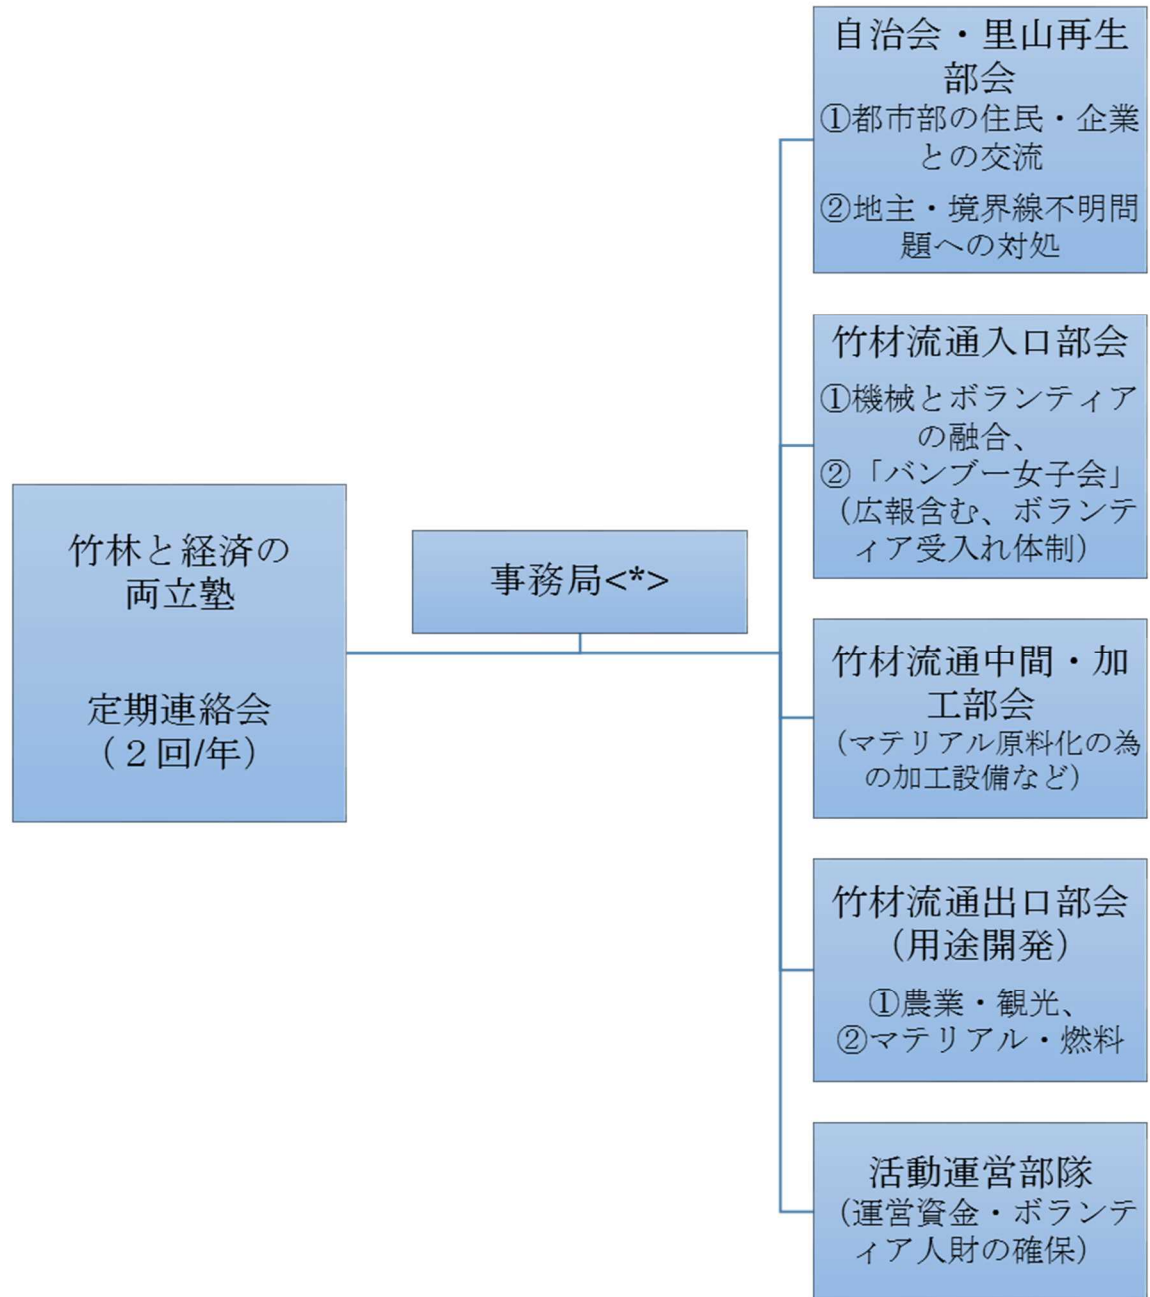 竹林と経済の
両立塾
定期連絡会
（２回/年）
事務局<*>
自治会・里山再生
部会
①都市部の住民・企業
との交流
②地主・境界線不明問
題への対処
竹材流通入口部会
①機械とボランティア
の融合、
②「バンブー女子会」
（広報含む、ボランテ
ィア受入れ体制）
竹材流通中間・加
工部会
（マテリアル原料化の為
の加工設備など）
竹材流通出口部会
（用途開発）
①農業・観光、
②マテリアル・燃料
活動運営部隊
（運営資金・ボランテ
ィア人財の確保）